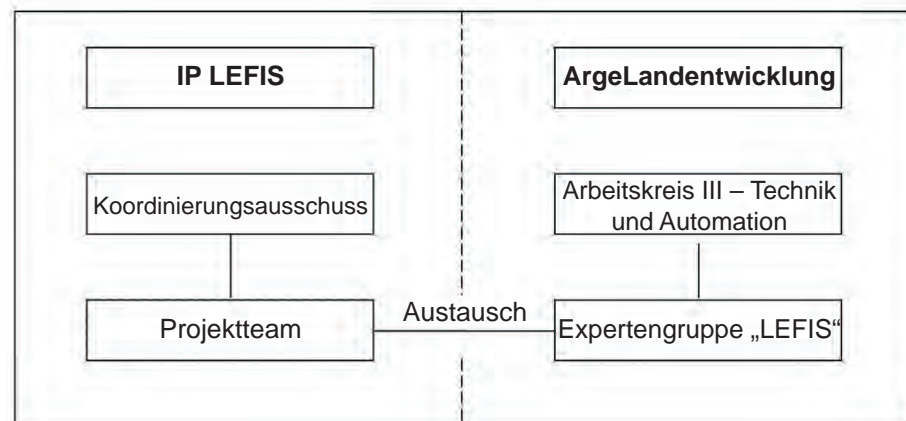 IP LEFIS
ArgeLandentwicklung
Koordinierungsausschuss
Arbeitskreis III – Technik
und Automation
Projektteam
Austausch
Expertengruppe „LEFIS“